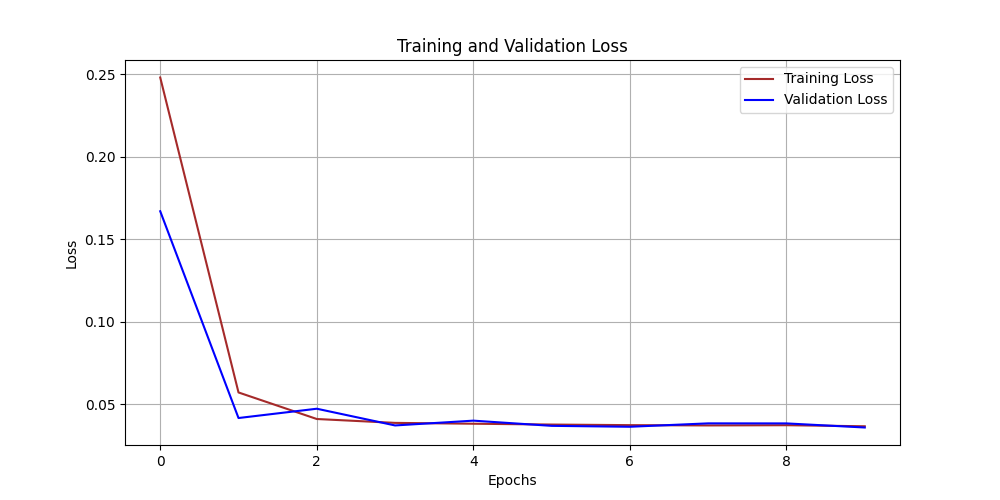 Training and Validation Loss
Training Loss
Validation Loss
Loss
0.25
0.20
0.15
0.10
0.05
0 2 4 6 8
Epochs